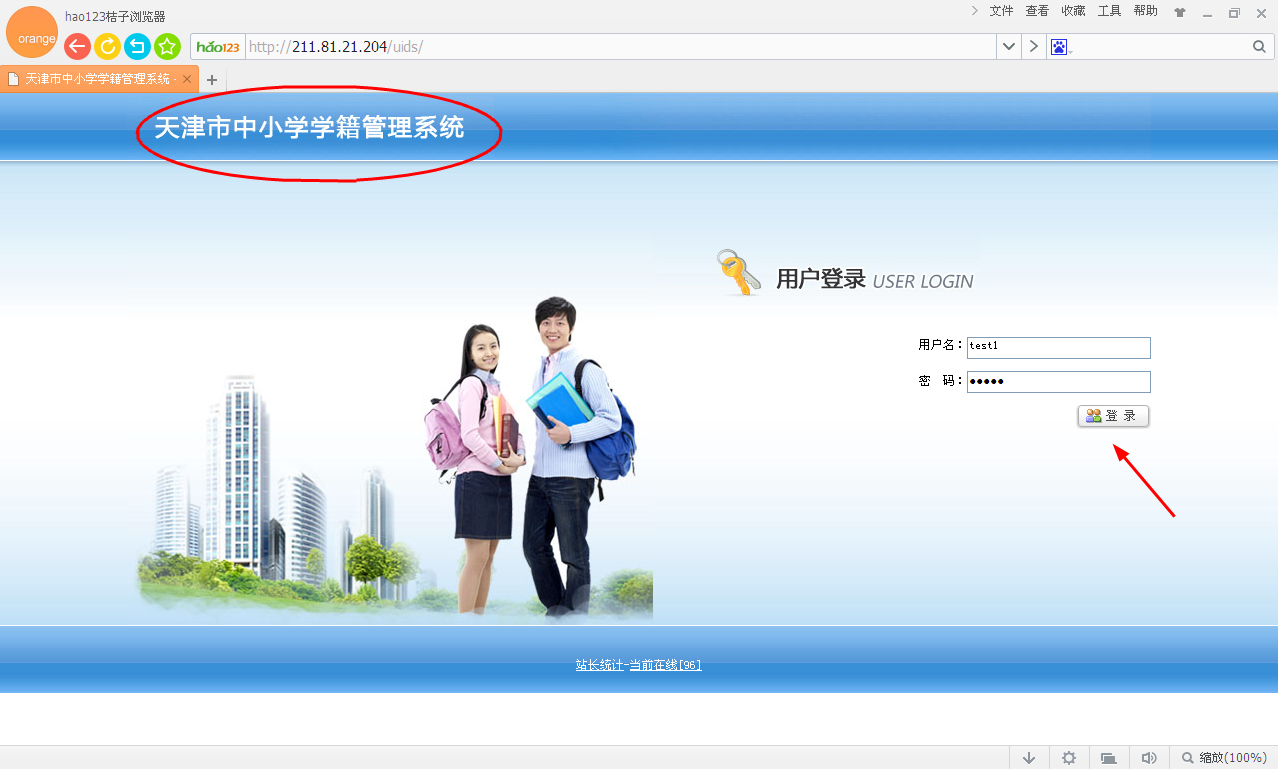 hao123桔子浏览器
文件 查看 收藏 工具 帮助
orange
hao123
http://211.81.21.204/uids/
天津市中小学学籍管理系统 -
天津市中小学学籍管理系统
用户登录 USER LOGIN
用户名：test1
密 码：●●●●●
登 录
站长统计-当前在线[96]
缩放(100%)